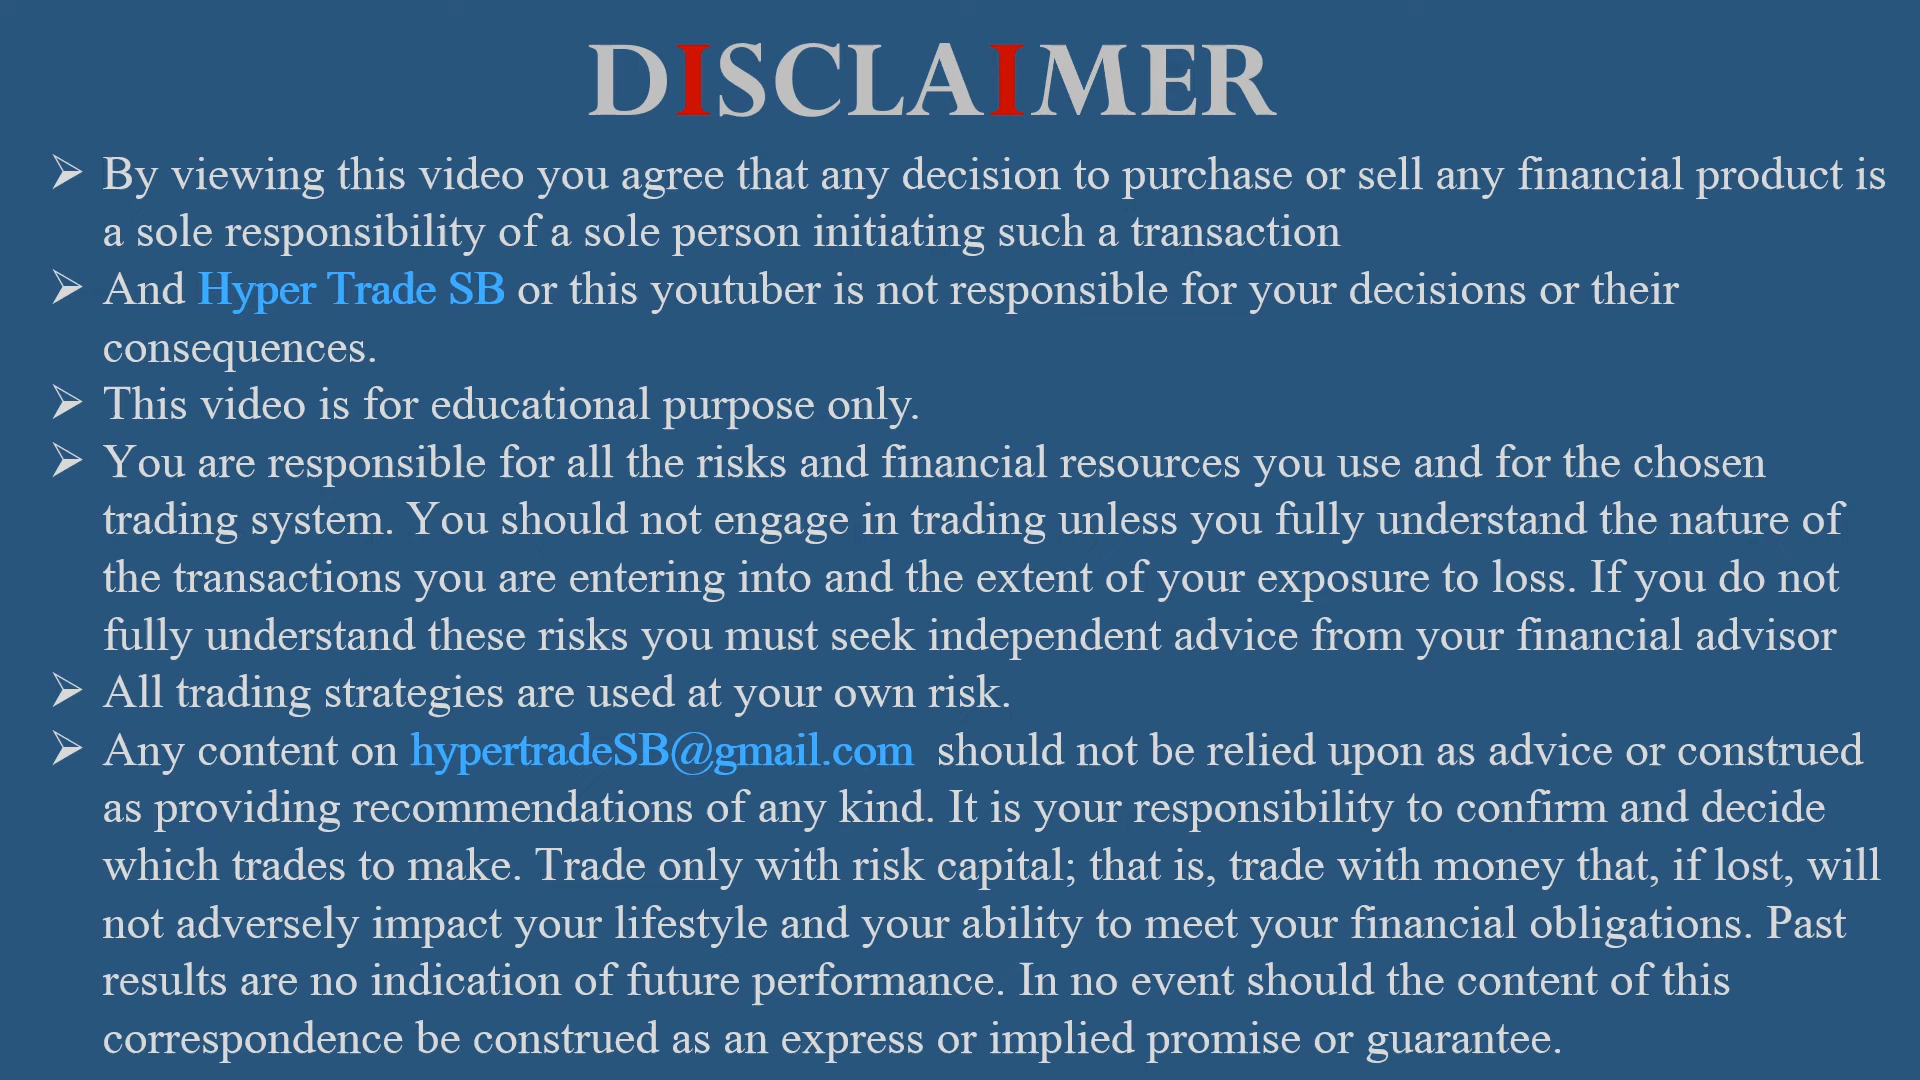 DISCLAIMER
➢ By viewing this video you agree that any decision to purchase or sell any financial product is
a sole responsibility of a sole person initiating such a transaction
➢ And Hyper Trade SB or this youtuber is not responsible for your decisions or their
consequences.
➢ This video is for educational purpose only.
➢ You are responsible for all the risks and financial resources you use and for the chosen
trading system. You should not engage in trading unless you fully understand the nature of
the transactions you are entering into and the extent of your exposure to loss. If you do not
fully understand these risks you must seek independent advice from your financial advisor
➢ All trading strategies are used at your own risk.
➢ Any content on hypertradeSB@gmail.com should not be relied upon as advice or construed
as providing recommendations of any kind. It is your responsibility to confirm and decide
which trades to make. Trade only with risk capital; that is, trade with money that, if lost, will
not adversely impact your lifestyle and your ability to meet your financial obligations. Past
results are no indication of future performance. In no event should the content of this
correspondence be construed as an express or implied promise or guarantee.